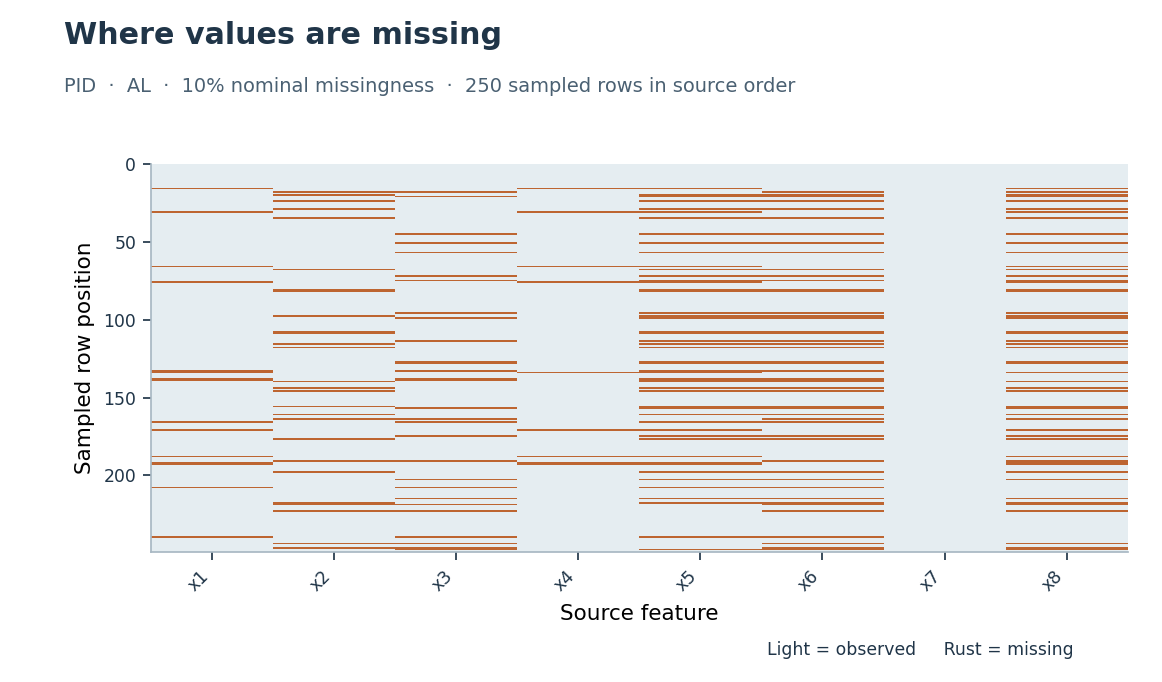 Where values are missing
PID · AL · 10% nominal missingness · 250 sampled rows in source order
0
50
100
150
200
Sampled row position
x1 x2 x3 x4 x5 x6 x7 x8
Source feature
Light = observed Rust = missing